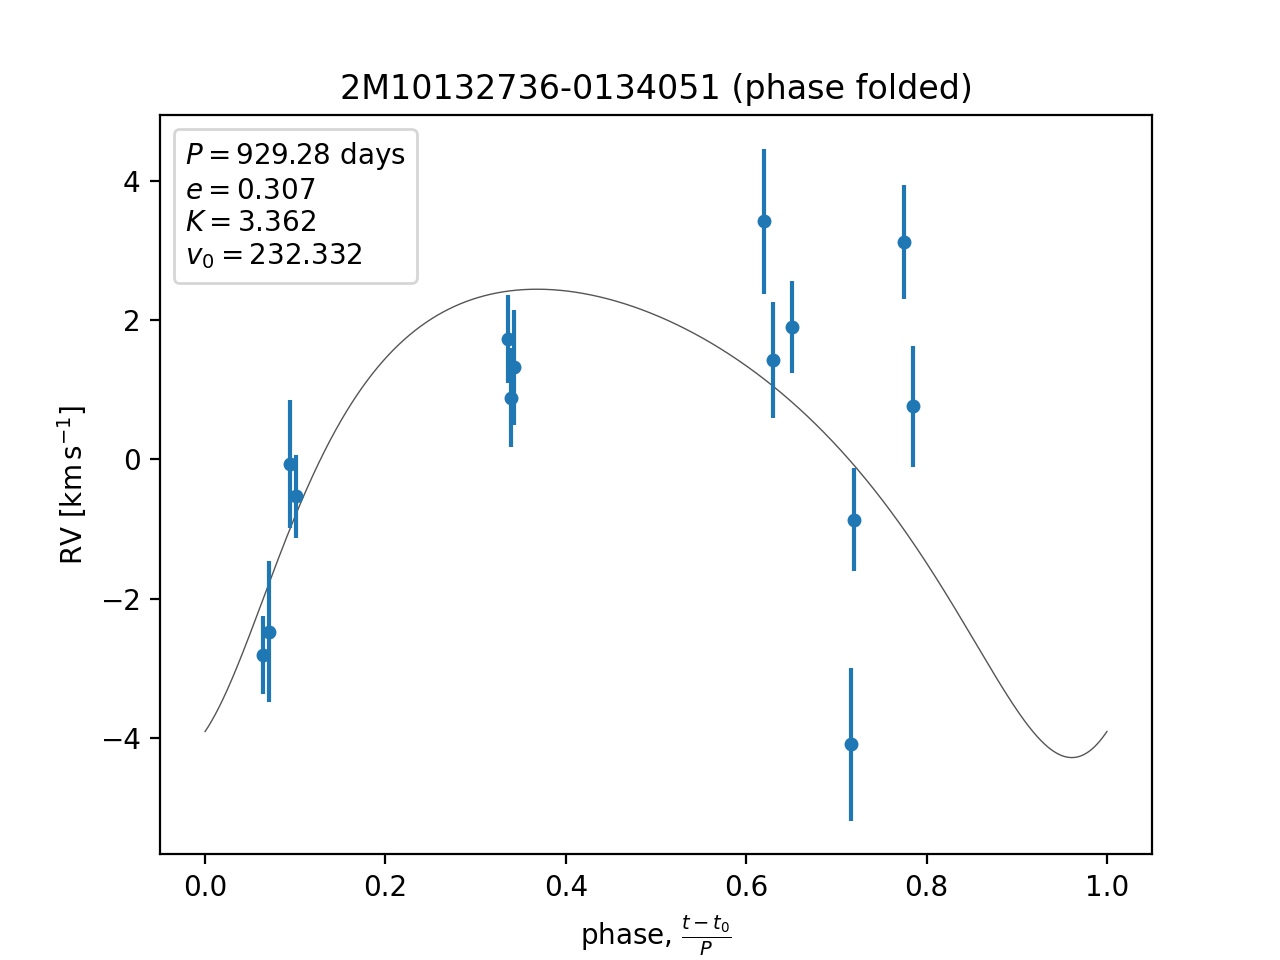 2M10132736-0134051 (phase folded)
P = 929.28 days
e = 0.307
K = 3.362
v₀ = 232.332
4
2
0
−2
−4
RV [km s⁻¹]
0.0 0.2 0.4 0.6 0.8 1.0
phase, (t − t₀)/P